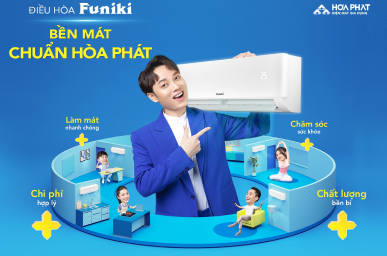 ĐIỀU HÒA Funiki
BỀN MÁT
CHUẨN HÒA PHÁT
HÒA PHÁT
ĐIỆN MÁY GIA DỤNG
Làm mát
nhanh chóng
Chăm sóc
sức khỏe
Chi phí
hợp lý
Chất lượng
bền bỉ